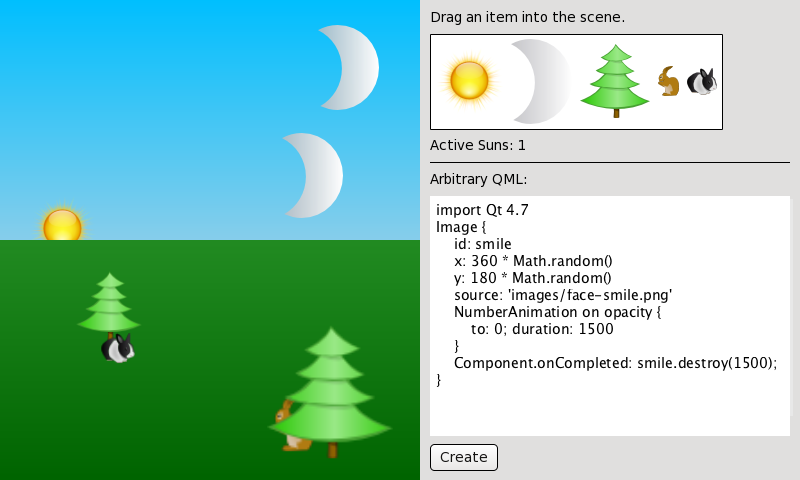 Drag an item into the scene.
Active Suns: 1
Arbitrary QML:
import Qt 4.7
Image {
    id: smile
    x: 360 * Math.random()
    y: 180 * Math.random()
    source: 'images/face-smile.png'
    NumberAnimation on opacity {
        to: 0; duration: 1500
    }
    Component.onCompleted: smile.destroy(1500);
}
Create